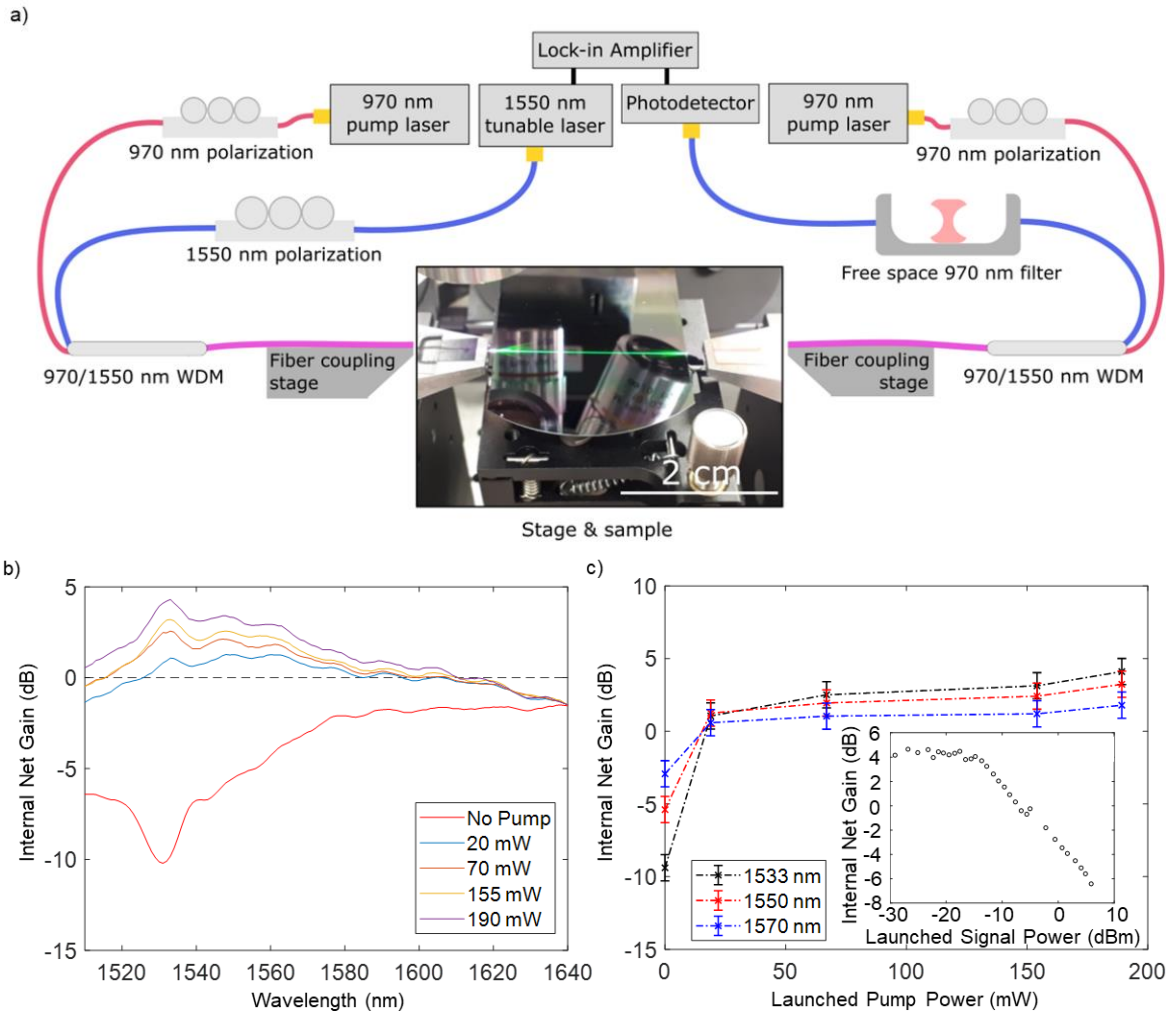 a)
Lock-in Amplifier
970 nm
pump laser
1550 nm
tunable laser
Photodetector
970 nm
pump laser
970 nm polarization
970 nm polarization
1550 nm polarization
Free space 970 nm filter
970/1550 nm WDM
Fiber coupling
stage
Fiber coupling
stage
970/1550 nm WDM
2 cm
Stage & sample
b)
5
0
-5
-10
-15
Internal Net Gain (dB)
No Pump
20 mW
70 mW
155 mW
190 mW
1520
1540
1560
1580
1600
1620
1640
Wavelength (nm)
c)
10
5
0
-5
-10
-15
Internal Net Gain (dB)
1533 nm
1550 nm
1570 nm
6
4
2
0
-2
-4
-6
-8
Internal Net Gain (dB)
-30
-20
-10
0
10
Launched Signal Power (dBm)
0
50
100
150
200
Launched Pump Power (mW)